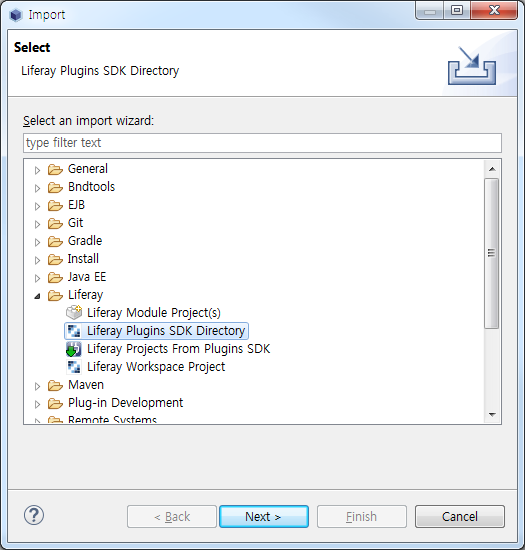 Import
Select
Liferay Plugins SDK Directory
Select an import wizard:
type filter text
General
Bndtools
EJB
Git
Gradle
Install
Java EE
Liferay
Liferay Module Project(s)
Liferay Plugins SDK Directory
Liferay Projects From Plugins SDK
Liferay Workspace Project
Maven
Plug-in Development
Remote Systems
?
< Back
Next >
Finish
Cancel